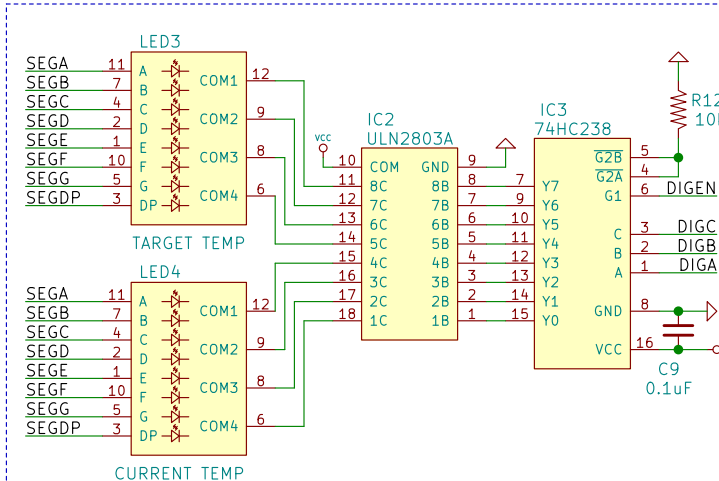 LED3
SEGA 11 A COM1 12
SEGB 7 B
SEGC 4 C COM2 9
SEGD 2 D
SEGE 1 E COM3 8
SEGF 10 F
SEGG 5 G COM4 6
SEGDP 3 DP
TARGET TEMP
LED4
SEGA 11 A COM1 12
SEGB 7 B
SEGC 4 C COM2 9
SEGD 2 D
SEGE 1 E COM3 8
SEGF 10 F
SEGG 5 G COM4 6
SEGDP 3 DP
CURRENT TEMP
IC2
ULN2803A
VCC
10 COM GND 9
11 8C 8B 8
12 7C 7B 7
13 6C 6B 6
14 5C 5B 5
15 4C 4B 4
16 3C 3B 3
17 2C 2B 2
18 1C 1B 1
IC3
74HC238
R12
G2B 5
G2A 4
7 Y7 G1 6 DIGEN
9 Y6
10 Y5 C 3 DIGC
11 Y4 B 2 DIGB
12 Y3 A 1 DIGA
13 Y2
14 Y1 GND 8
15 Y0
VCC 16
C9
0.1uF